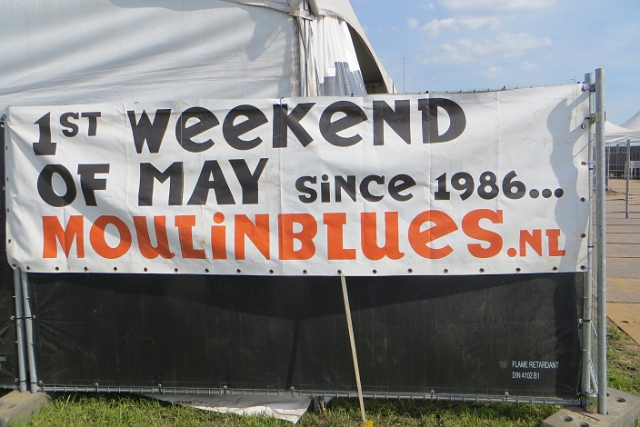 1ST WEEKEND
OF MAY SINCE 1986...
MOULINBLUES.NL
FLAME RETARDANT
DIN 4102 B1